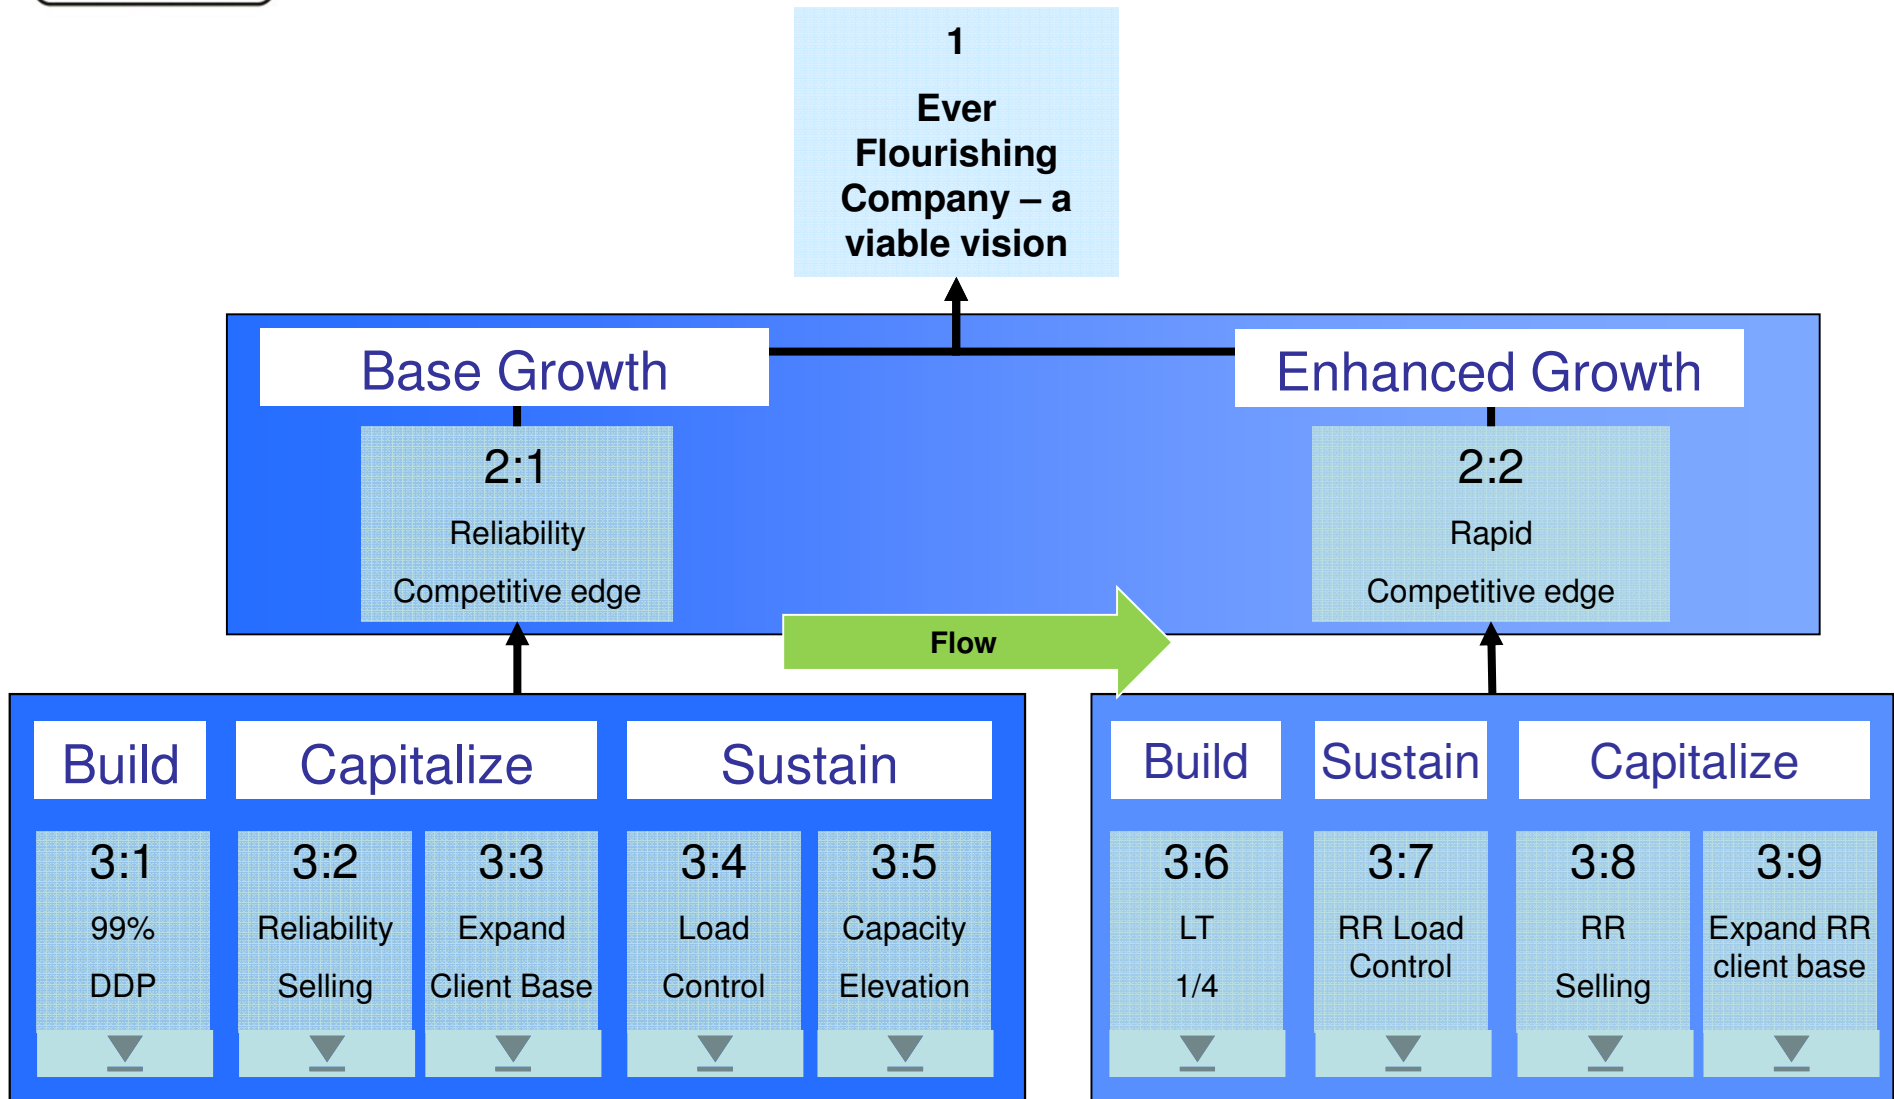 1
Ever
Flourishing
Company – a
viable vision
Base Growth
Enhanced Growth
2:1
Reliability
Competitive edge
2:2
Rapid
Competitive edge
Flow
Build
Capitalize
Sustain
3:1
99%
DDP
3:2
Reliability
Selling
3:3
Expand
Client Base
3:4
Load
Control
3:5
Capacity
Elevation
Build
Sustain
Capitalize
3:6
LT
1/4
3:7
RR Load
Control
3:8
RR
Selling
3:9
Expand RR
client base